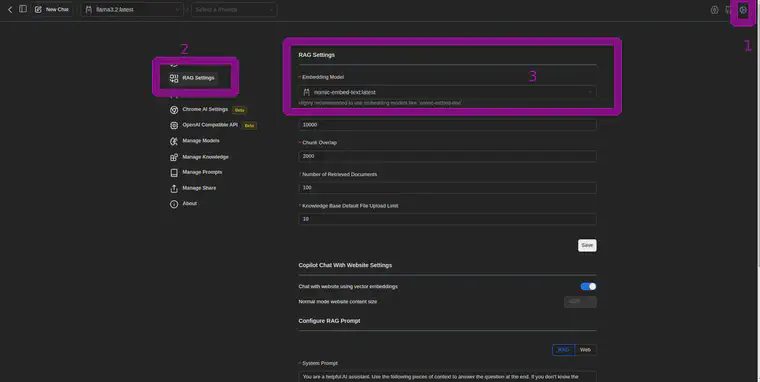 New Chat
llama3.2:latest
/
Select a Prompt
1
2
RAG Settings
Chrome AI Settings Beta
OpenAI Compatible API Beta
Manage Models
Manage Knowledge
Manage Prompts
Manage Share
About
RAG Settings
3
* Embedding Model
nomic-embed-text:latest
Highly recommended to use embedding models like `nomic-embed-text`.
10000
* Chunk Overlap
2000
* Number of Retrieved Documents
100
* Knowledge Base Default File Upload Limit
10
Save
Copilot Chat With Website Settings
Chat with website using vector embeddings
Normal mode website content size
Configure RAG Prompt
RAG Web
* System Prompt
You are a helpful AI assistant. Use the following pieces of context to answer the question at the end. If you don't know the